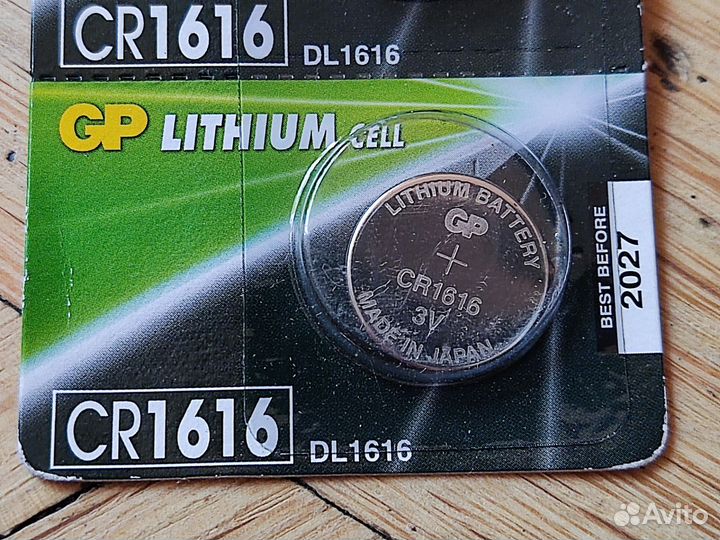 CR1616 DL1616
GP LITHIUM CELL
LITHIUM BATTERY
GP
+
CR1616
3V
MADE IN JAPAN
BEST BEFORE
2027
CR1616 DL1616
Avito